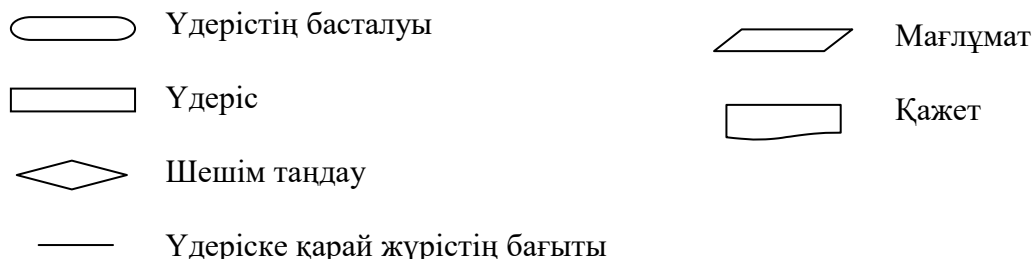 Үдерістің басталуы
Үдеріс
Шешім таңдау
Үдеріске қарай жүрістің бағыты
Мағлұмат
Қажет